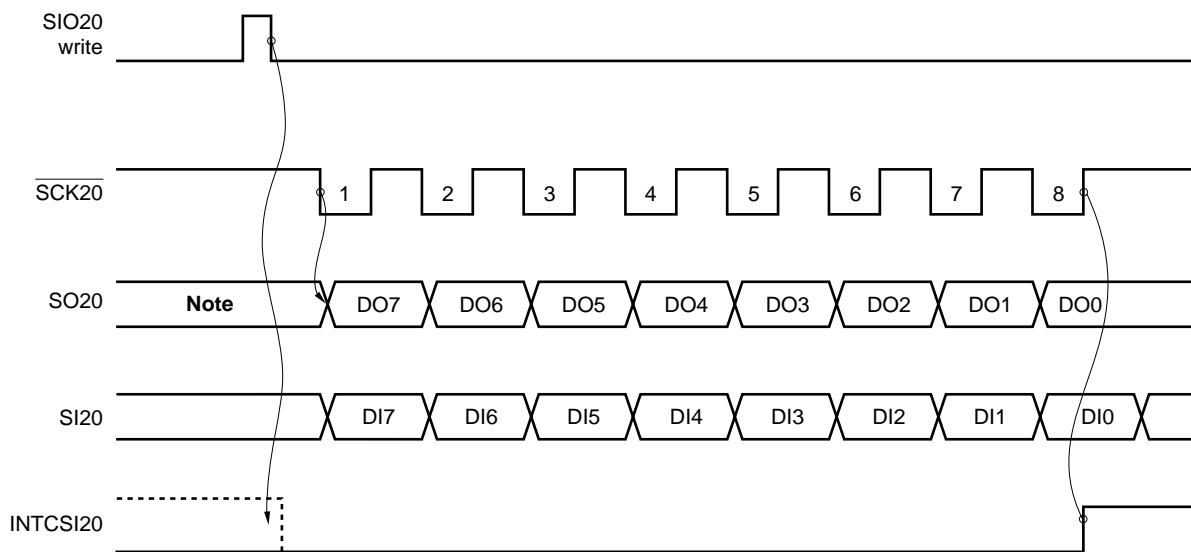 SIO20
write
SCK20
1 2 3 4 5 6 7 8
SO20
Note DO7 DO6 DO5 DO4 DO3 DO2 DO1 DO0
SI20
DI7 DI6 DI5 DI4 DI3 DI2 DI1 DI0
INTCSI20